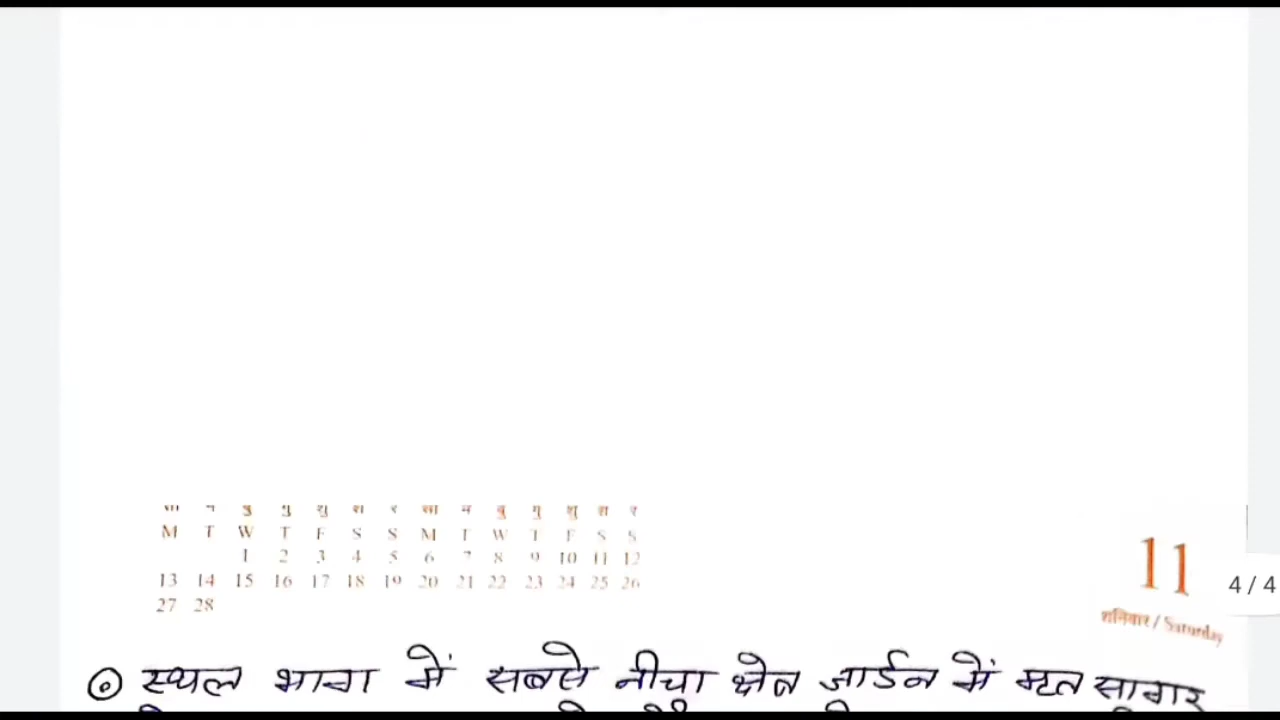 M T W T F S S M T W T F S S
1 2 3 4 5 6 7 8 9 10 11 12
13 14 15 16 17 18 19 20 21 22 23 24 25 26
27 28
11
शनिवार / Saturday
4 / 4
⊙ स्थल भाग में सबसे नीचा क्षेत्र जार्डन में मृत सागर